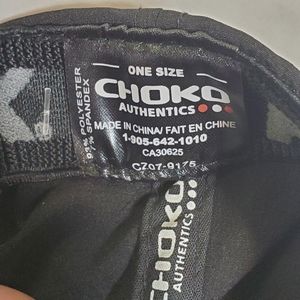 ONE SIZE
CHOKO
AUTHENTICS
MADE IN CHINA/ FAIT EN CHINE
1-905-642-1010
CA30625
CZ07-9175
POLYESTER
SPANDEX
CHOKO
AUTHENTICS